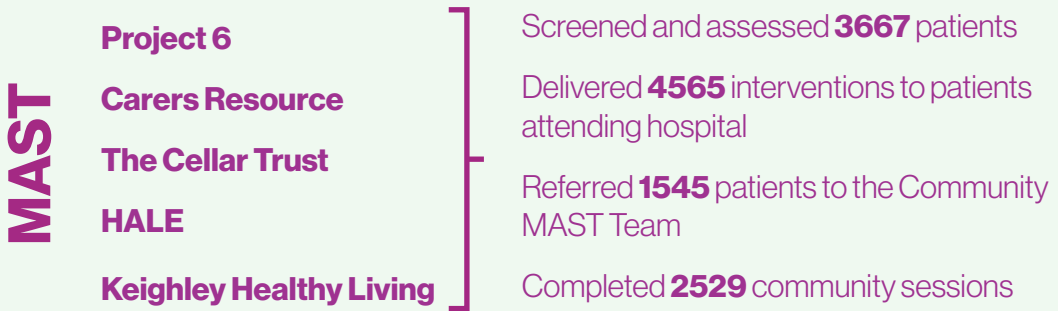 MAST
Project 6
Carers Resource
The Cellar Trust
HALE
Keighley Healthy Living
Screened and assessed 3667 patients
Delivered 4565 interventions to patients
attending hospital
Referred 1545 patients to the Community
MAST Team
Completed 2529 community sessions